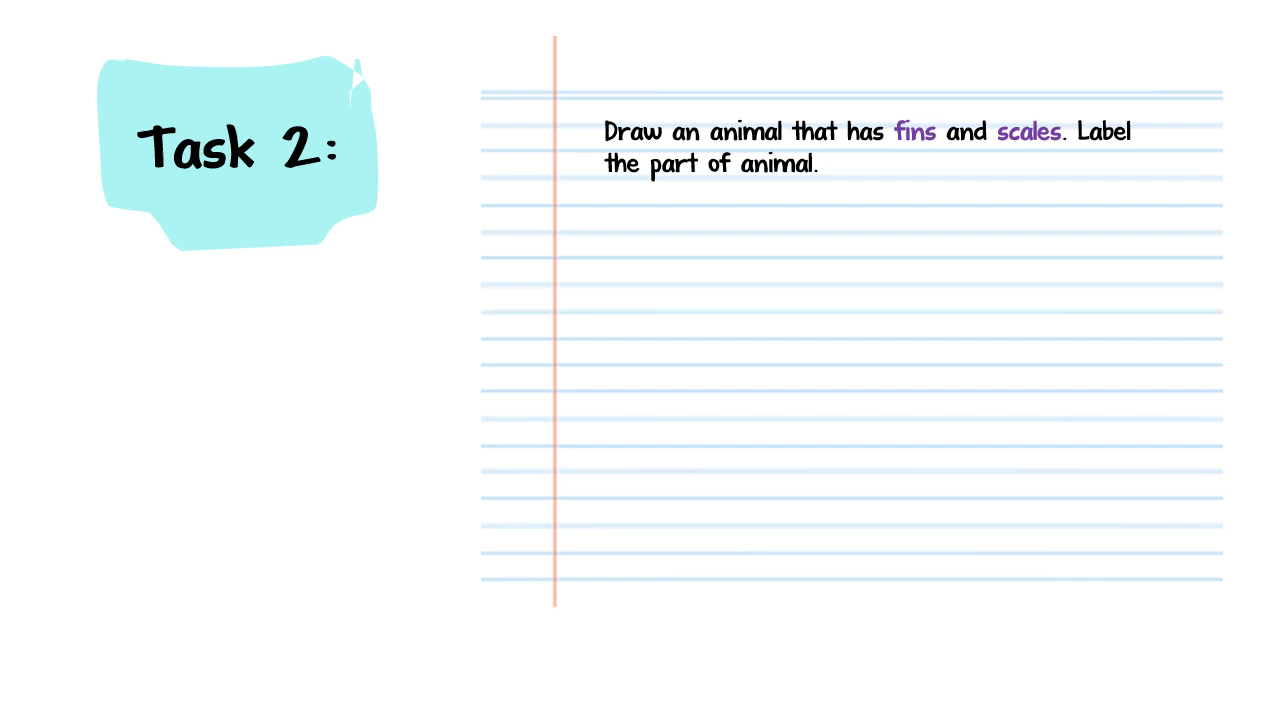 Task 2:
Draw an animal that has fins and scales. Label
the part of animal.